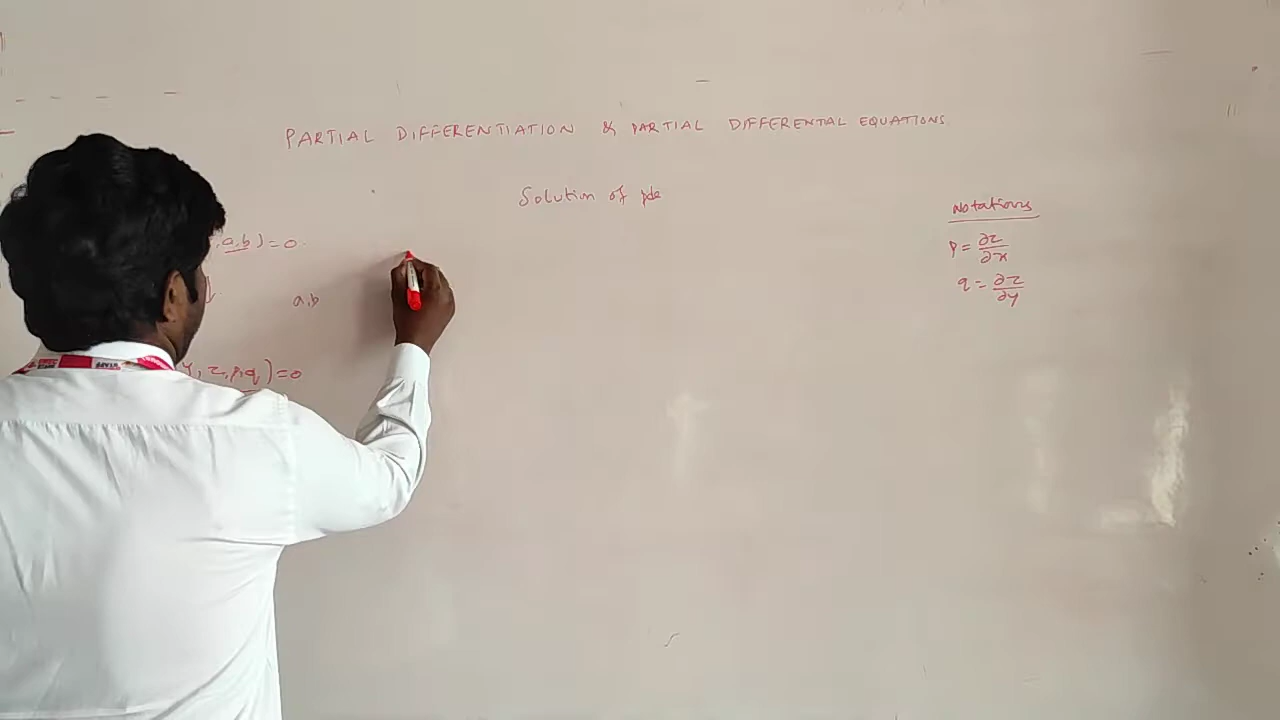 PARTIAL DIFFERENTIATION & PARTIAL DIFFERENTAL EQUATIONS
Solution of pde
, a, b ) = 0
a, b
y, z, p, q ) = 0
Notations
p = ∂z/∂x
q = ∂z/∂y